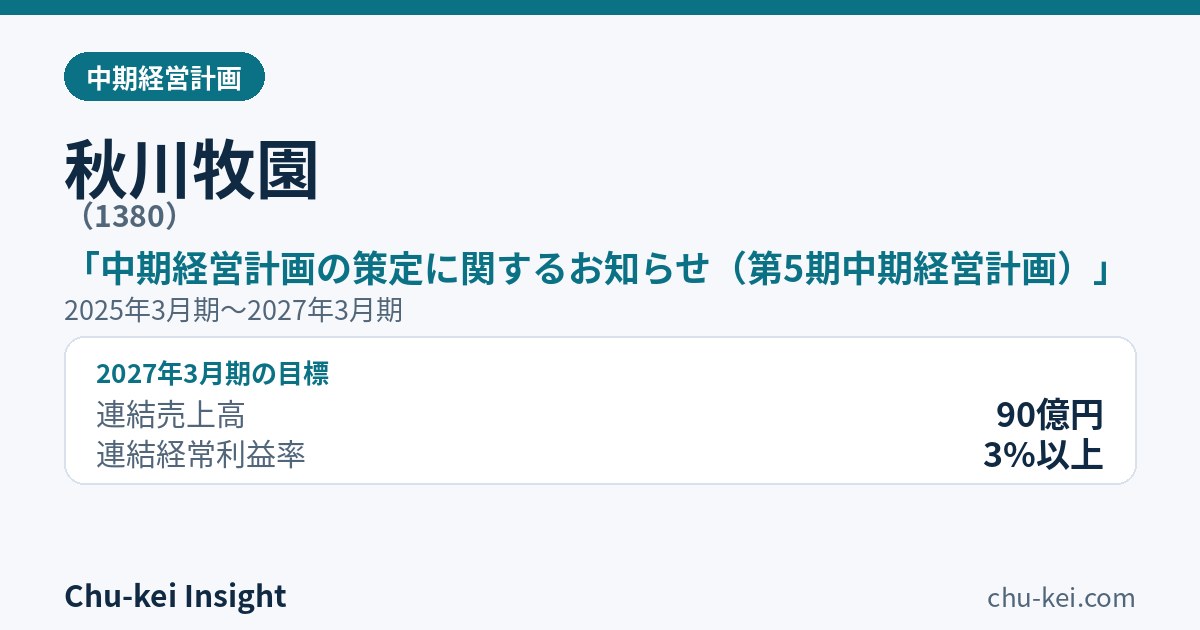 中期経営計画
秋川牧園
（1380）
「中期経営計画の策定に関するお知らせ（第5期中期経営計画）」
2025年3月期〜2027年3月期
2027年3月期の目標
連結売上高 90億円
連結経常利益率 3%以上
Chu-kei Insight chu-kei.com